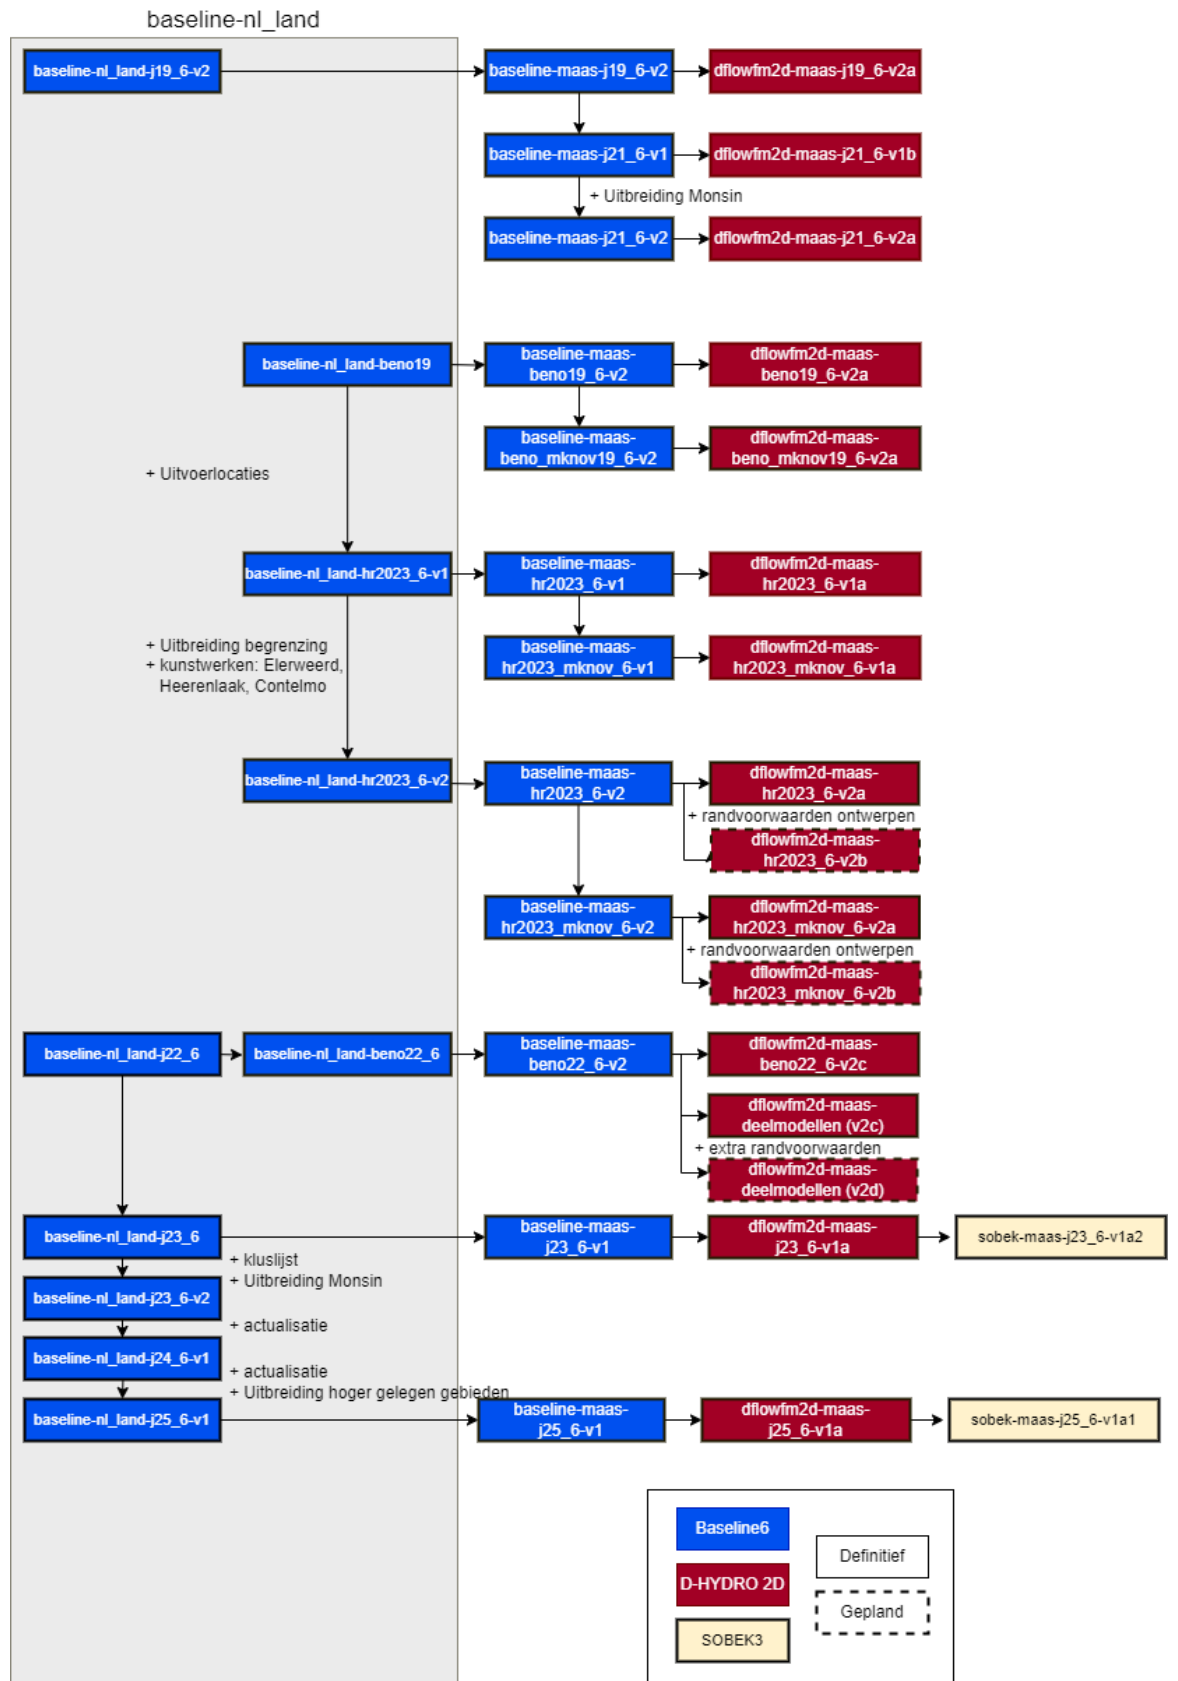 baseline-nl_land
baseline-nl_land-j19_6-v2
baseline-maas-j19_6-v2
dflowfm2d-maas-j19_6-v2a
baseline-maas-j21_6-v1
dflowfm2d-maas-j21_6-v1b
+ Uitbreiding Monsin
baseline-maas-j21_6-v2
dflowfm2d-maas-j21_6-v2a
baseline-nl_land-beno19
baseline-maas-
beno19_6-v2
dflowfm2d-maas-
beno19_6-v2a
baseline-maas-
beno_mknov19_6-v2
dflowfm2d-maas-
beno_mknov19_6-v2a
+ Uitvoerlocaties
baseline-nl_land-hr2023_6-v1
baseline-maas-
hr2023_6-v1
dflowfm2d-maas-
hr2023_6-v1a
+ Uitbreiding begrenzing
+ kunstwerken: Elerweerd,
Heerenlaak, Contelmo
baseline-maas-
hr2023_mknov_6-v1
dflowfm2d-maas-
hr2023_mknov_6-v1a
baseline-nl_land-hr2023_6-v2
baseline-maas-
hr2023_6-v2
dflowfm2d-maas-
hr2023_6-v2a
+ randvoorwaarden ontwerpen
dflowfm2d-maas-
hr2023_6-v2b
baseline-maas-
hr2023_mknov_6-v2
dflowfm2d-maas-
hr2023_mknov_6-v2a
+ randvoorwaarden ontwerpen
dflowfm2d-maas-
hr2023_mknov_6-v2b
baseline-nl_land-j22_6
baseline-nl_land-beno22_6
baseline-maas-
beno22_6-v2
dflowfm2d-maas-
beno22_6-v2c
dflowfm2d-maas-
deelmodellen (v2c)
+ extra randvoorwaarden
dflowfm2d-maas-
deelmodellen (v2d)
baseline-nl_land-j23_6
baseline-maas-
j23_6-v1
dflowfm2d-maas-
j23_6-v1a
sobek-maas-j23_6-v1a2
+ kluslijst
+ Uitbreiding Monsin
baseline-nl_land-j23_6-v2
+ actualisatie
baseline-nl_land-j24_6-v1
+ actualisatie
+ Uitbreiding hoger gelegen gebieden
baseline-nl_land-j25_6-v1
baseline-maas-
j25_6-v1
dflowfm2d-maas-
j25_6-v1a
sobek-maas-j25_6-v1a1
Baseline6
D-HYDRO 2D
SOBEK3
Definitief
Gepland